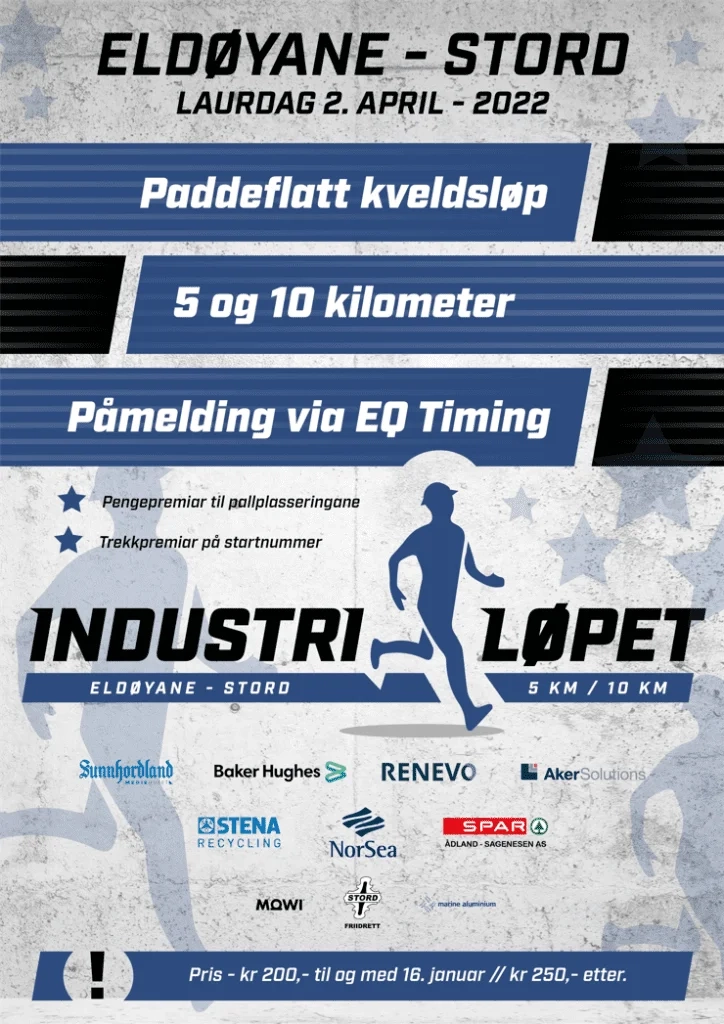 ELDØYANE - STORD
LAURDAG 2. APRIL - 2022
Paddeflatt kveldsløp
5 og 10 kilometer
Påmelding via EQ Timing
Pengepremiar til pallplasseringane
Trekkpremiar på startnummer
INDUSTRI LØPET
ELDØYANE - STORD 5 KM / 10 KM
Sunnhordland
Baker Hughes
RENEVO
AkerSolutions
STENA
RECYCLING
NorSea
SPAR
ÅDLAND - SAGENESEN AS
MOWI
STORD
FRIIDRETT
marine aluminium
! Pris - kr 200,- til og med 16. januar // kr 250,- etter.